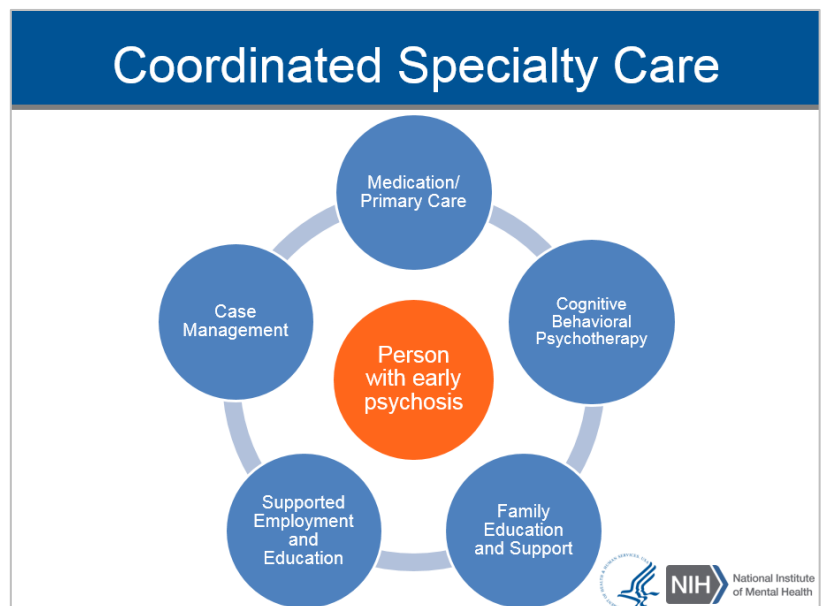 Coordinated Specialty Care
Medication/
Primary Care
Cognitive
Behavioral
Psychotherapy
Family
Education
and Support
Supported
Employment
and
Education
Case
Management
Person
with early
psychosis
NIH
National Institute
of Mental Health